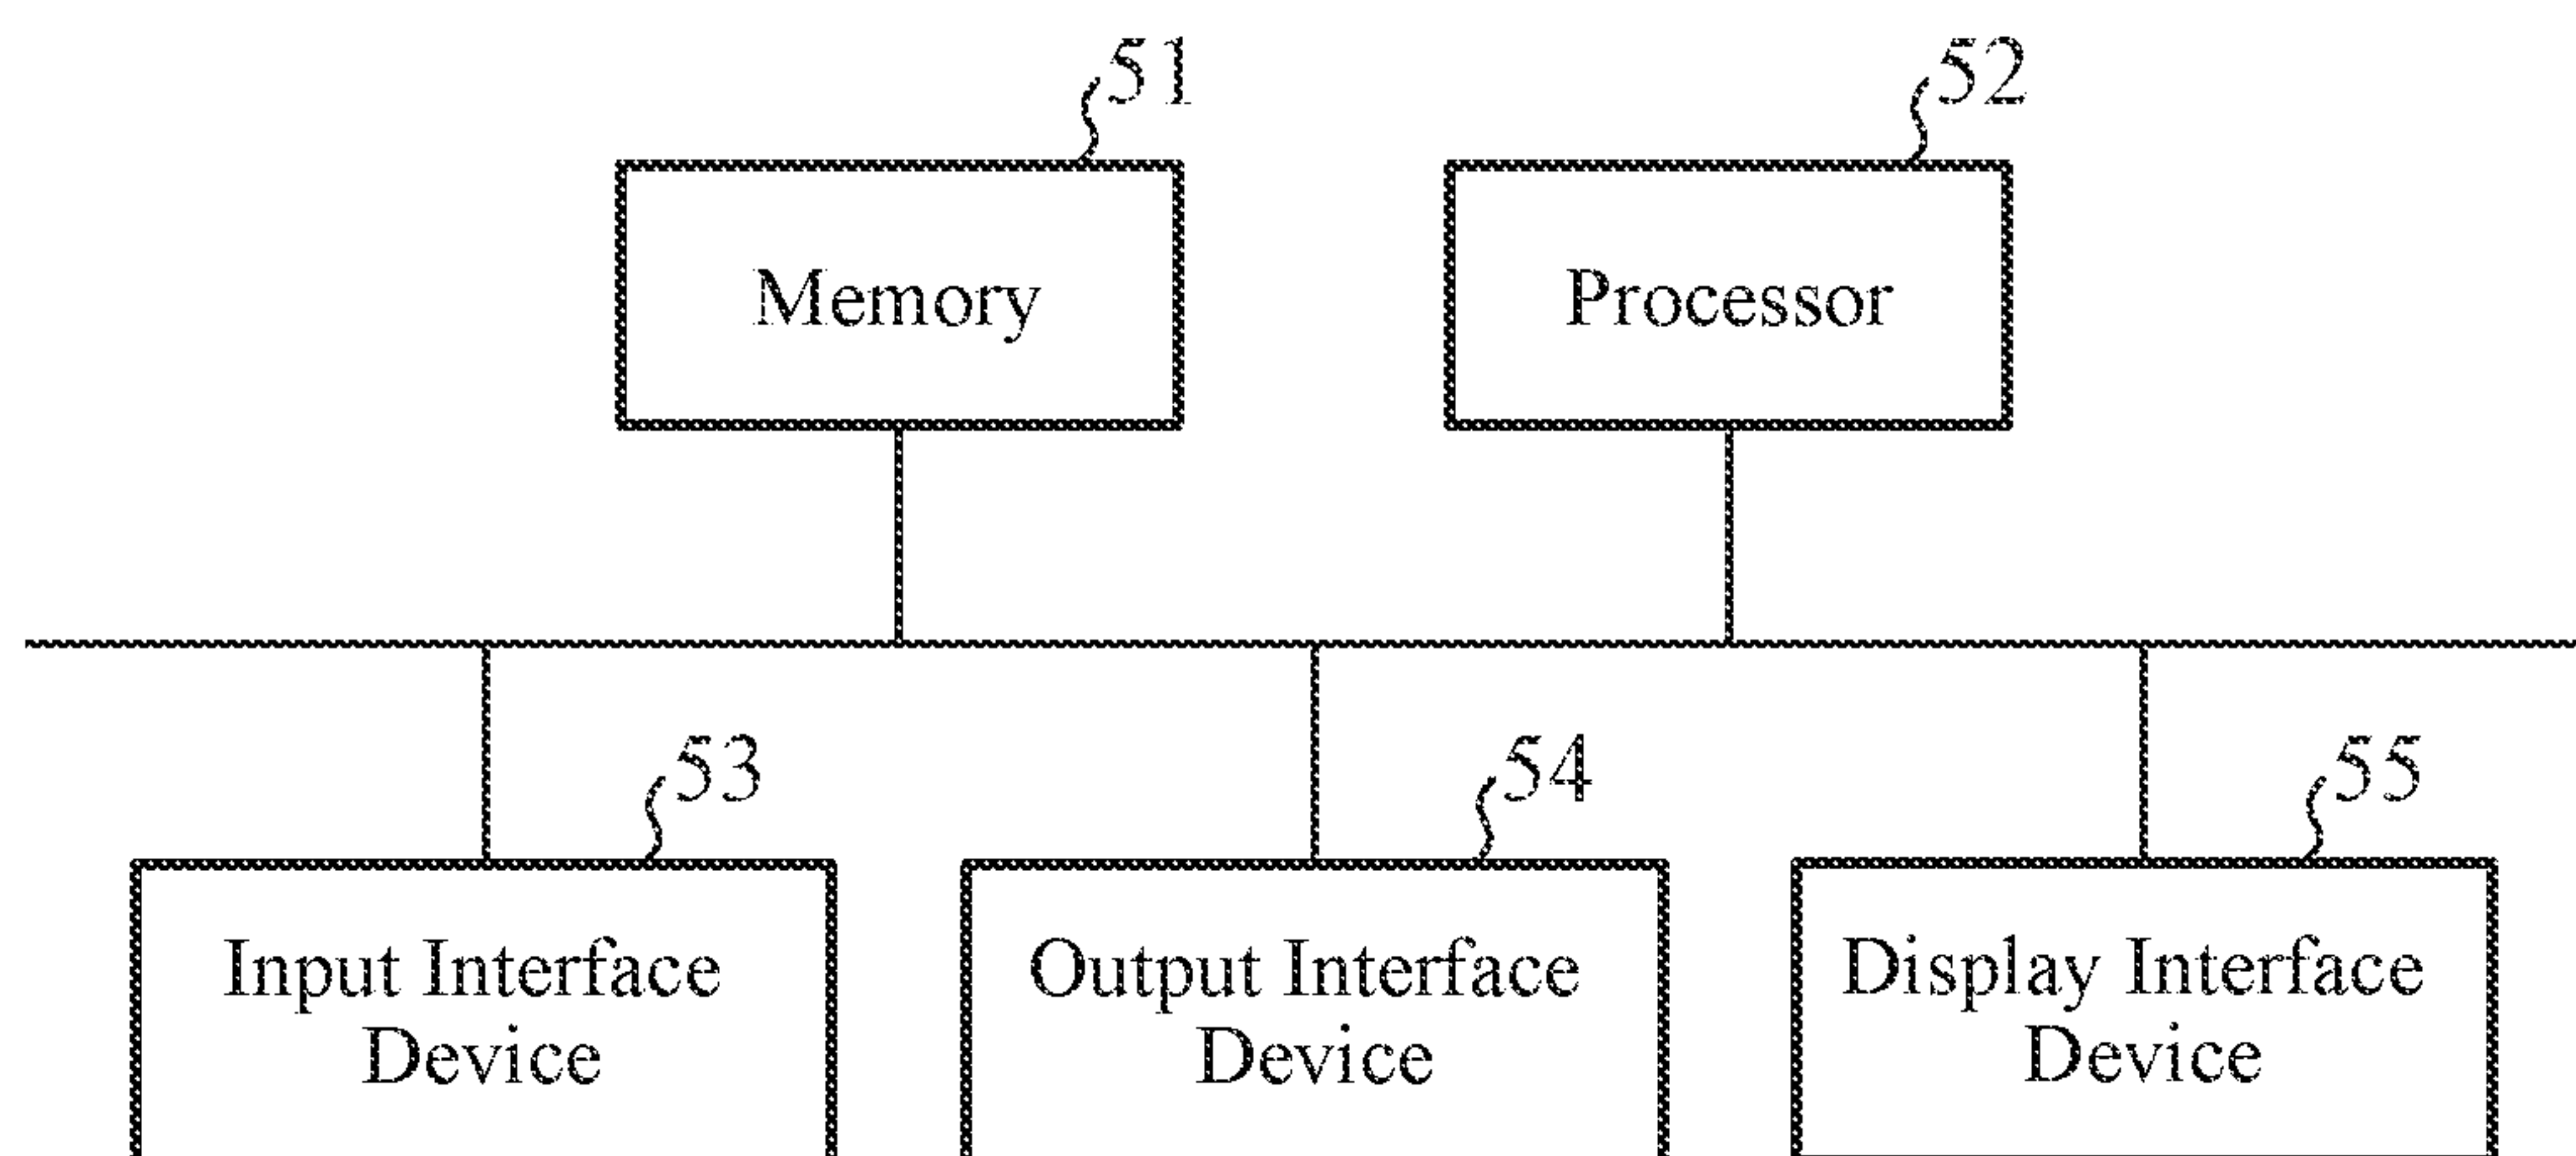 51
52
Memory
Processor
53
54
55
Input Interface
Device
Output Interface
Device
Display Interface
Device